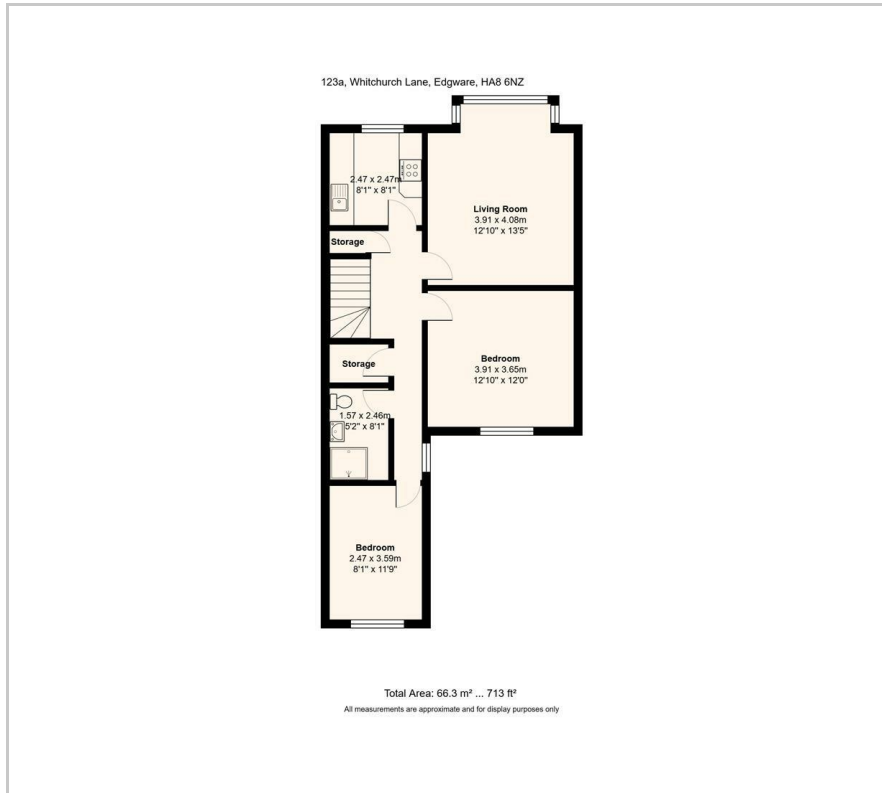 123a, Whitchurch Lane, Edgware, HA8 6NZ
2.47 x 2.47m
8'1" x 8'1"
Living Room
3.91 x 4.08m
12'10" x 13'5"
Storage
Bedroom
3.91 x 3.65m
12'10" x 12'0"
Storage
1.57 x 2.46m
5'2" x 8'1"
Bedroom
2.47 x 3.59m
8'1" x 11'9"
Total Area: 66.3 m² ... 713 ft²
All measurements are approximate and for display purposes only